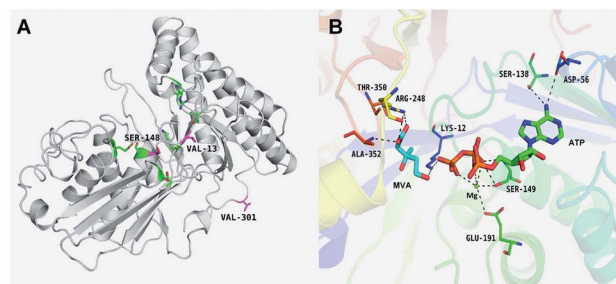 A
SER-148
VAL-13
VAL-301
B
SER-138
ASP-56
THR-350
ARG-248
LYS-12
ATP
ALA-352
MVA
SER-149
Mg
GLU-191